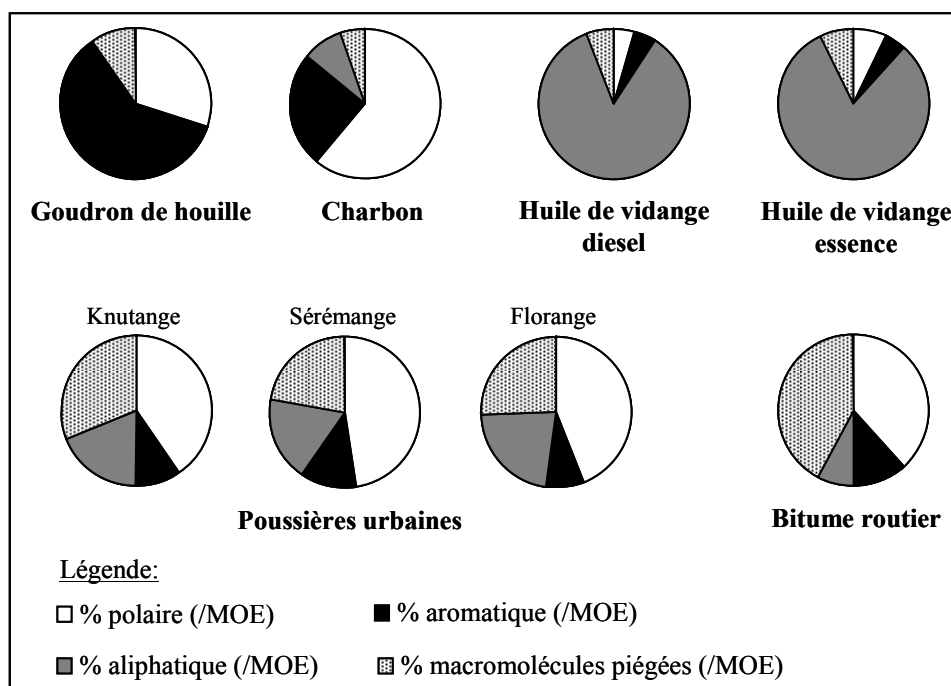 Goudron de houille
Charbon
Huile de vidange
diesel
Huile de vidange
essence
Knutange
Sérémange
Florange
Poussières urbaines
Bitume routier
Légende:
% polaire (/MOE)
% aromatique (/MOE)
% aliphatique (/MOE)
% macromolécules piégées (/MOE)